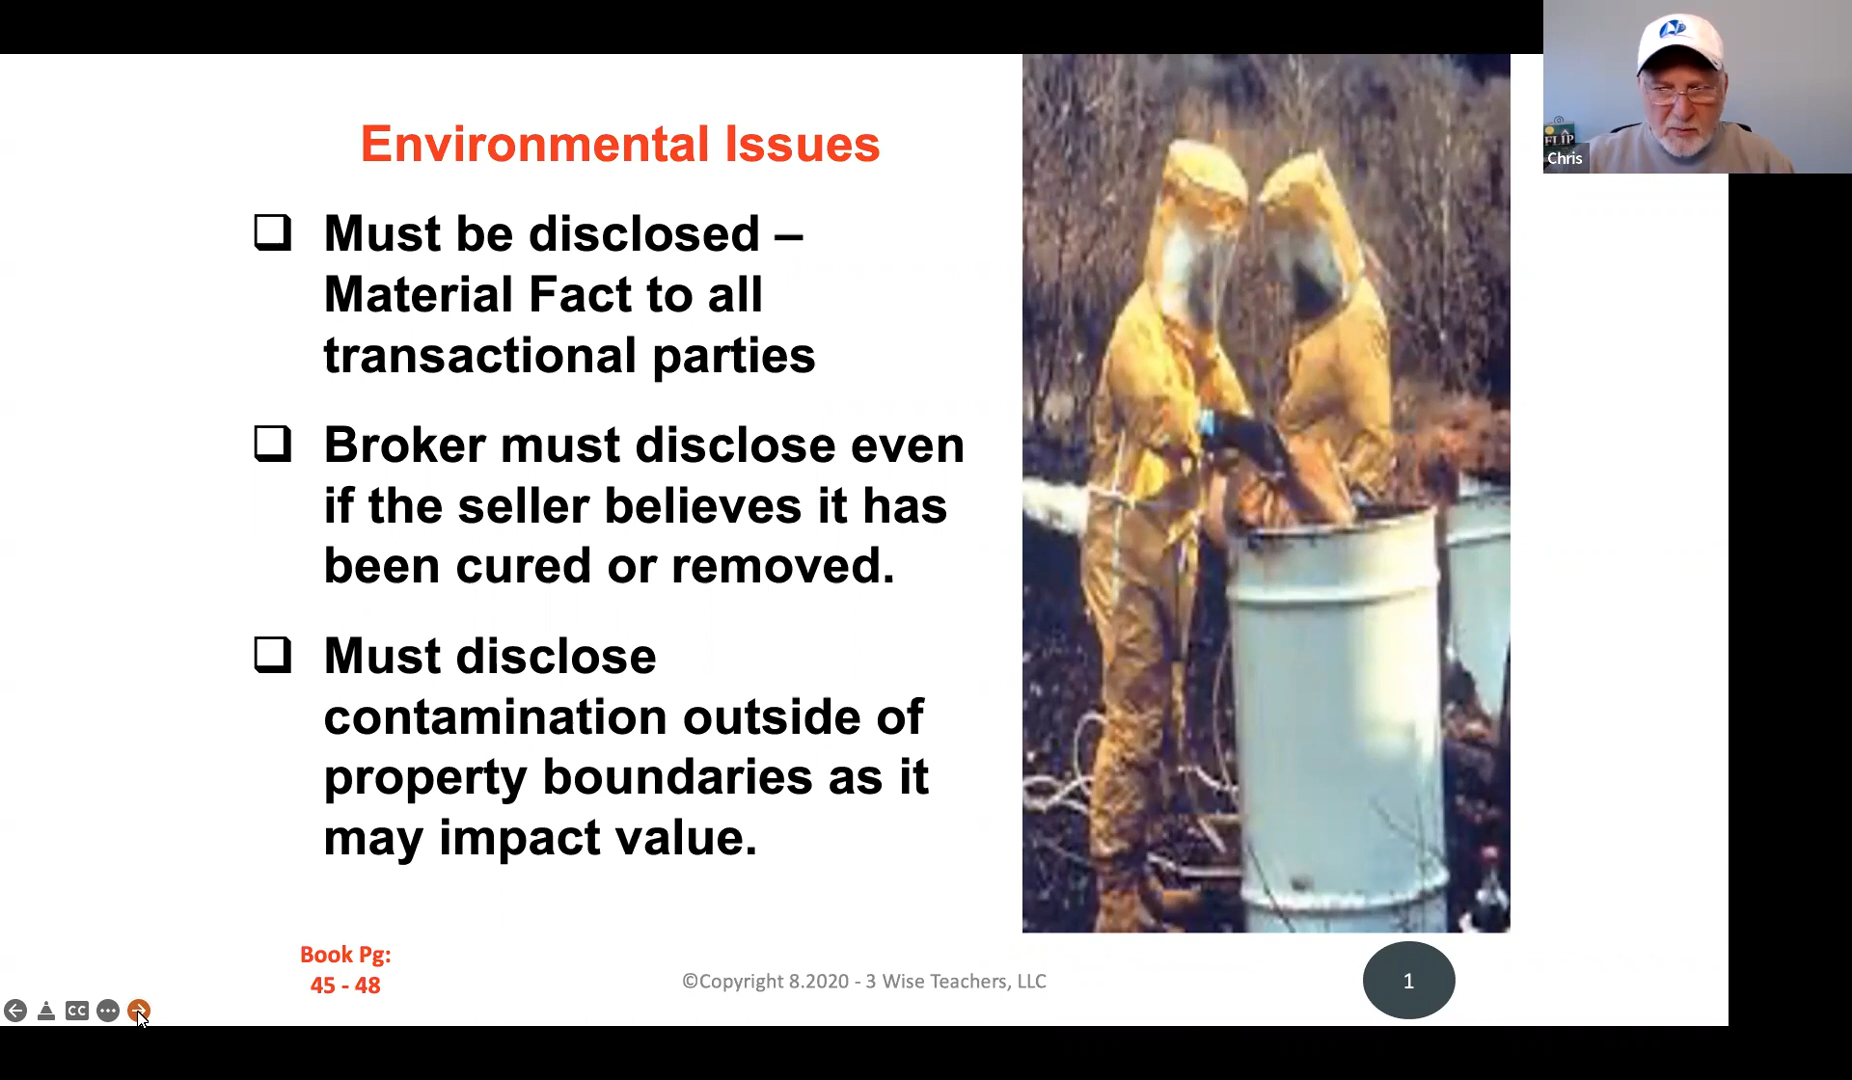 Environmental Issues
Must be disclosed –
Material Fact to all
transactional parties
Broker must disclose even
if the seller believes it has
been cured or removed.
Must disclose
contamination outside of
property boundaries as it
may impact value.
Book Pg:
45 - 48
©Copyright 8.2020 - 3 Wise Teachers, LLC
1
CC
A
FLIP
Chris